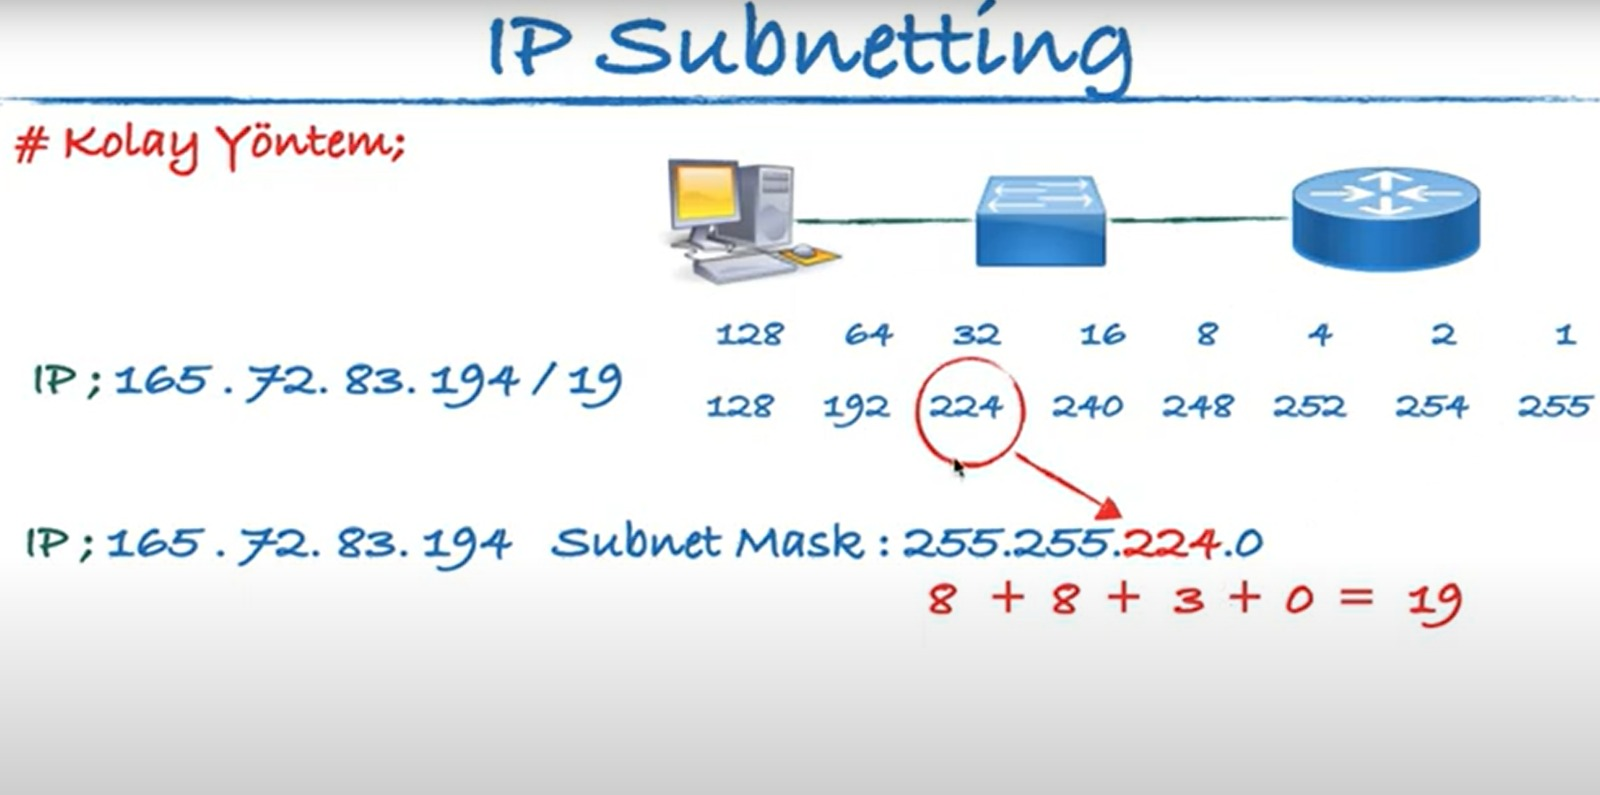 IP Subnetting
# Kolay Yöntem;
128 64 32 16 8 4 2 1
IP ; 165 . 72. 83. 194 / 19
128 192 224 240 248 252 254 255
IP ; 165 . 72. 83. 194 Subnet Mask : 255.255.224.0
8 + 8 + 3 + 0 = 19